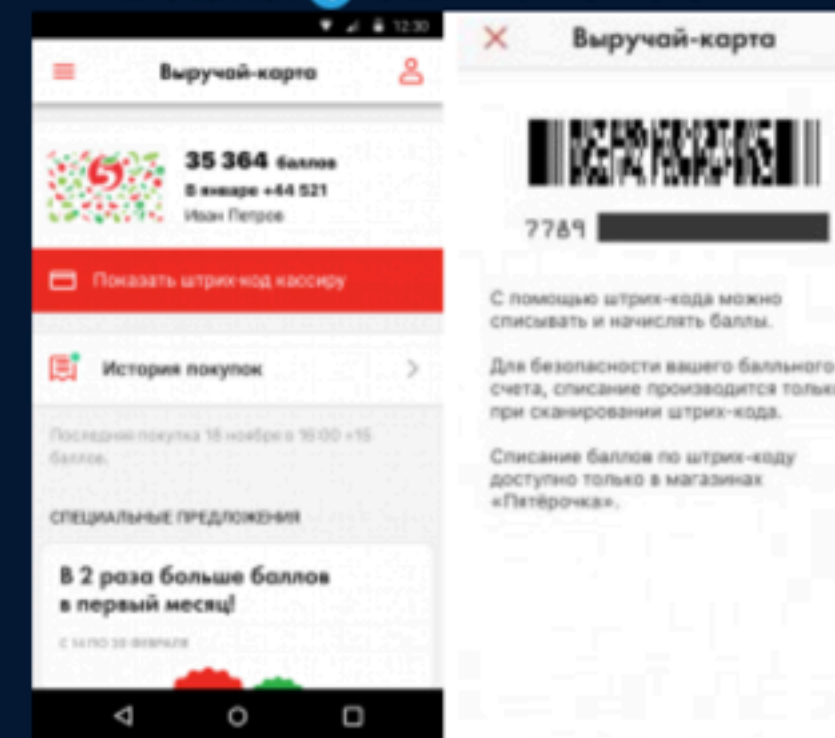 12:30
Выручай-карта
35 364 баллов
В январе +44 521
Иван Петров
Показать штрих-код кассиру
История покупок
Последняя покупка 18 ноября в 16:00 +15
баллов.
СПЕЦИАЛЬНЫЕ ПРЕДЛОЖЕНИЯ
В 2 раза больше баллов
в первый месяц!
Выручай-карта
7789
С помощью штрих-кода можно
списывать и начислять баллы.
Для безопасности вашего балльного
счета, списание производится только
при сканировании штрих-кода.
Списание баллов по штрих-коду
доступно только в магазинах
«Пятёрочка».